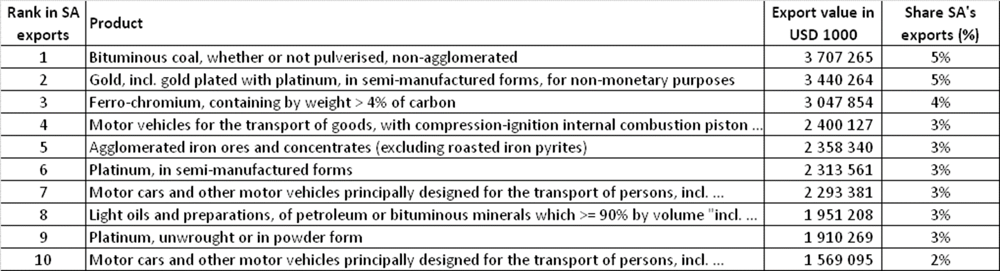 Rank in SA exports Product Export value in USD 1000 Share SA's exports (%)
1 Bituminous coal, whether or not pulverised, non-agglomerated 3 707 265 5%
2 Gold, incl. gold plated with platinum, in semi-manufactured forms, for non-monetary purposes 3 440 264 5%
3 Ferro-chromium, containing by weight > 4% of carbon 3 047 854 4%
4 Motor vehicles for the transport of goods, with compression-ignition internal combustion piston ... 2 400 127 3%
5 Agglomerated iron ores and concentrates (excluding roasted iron pyrites) 2 358 340 3%
6 Platinum, in semi-manufactured forms 2 313 561 3%
7 Motor cars and other motor vehicles principally designed for the transport of persons, incl. ... 2 293 381 3%
8 Light oils and preparations, of petroleum or bituminous minerals which >= 90% by volume "incl. ... 1 951 208 3%
9 Platinum, unwrought or in powder form 1 910 269 3%
10 Motor cars and other motor vehicles principally designed for the transport of persons, incl. ... 1 569 095 2%